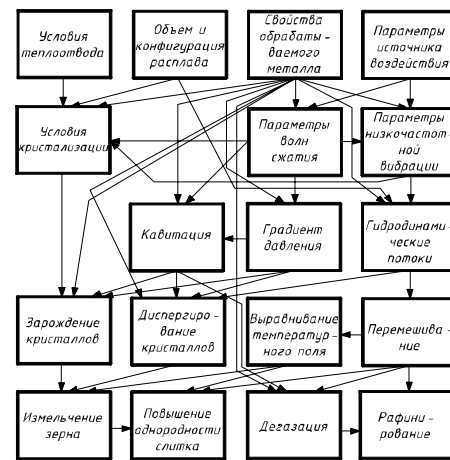 Условия
теплоотвода
Объем и
конфигурация
расплава
Свойства
обрабаты -
ваемого
металла
Параметры
источника
воздействия
Условия
кристализации
Параметры
волн
сжатия
Параметры
низкочастот
ной
вибрации
Кавитация
Градиент
давления
Гидродинами -
ческие
потоки
Зарождение
кристаллов
Диспергиро -
вание
кристаллов
Выравнивание
температур -
ного поля
Перемешива -
ние
Измельчение
зерна
Повышение
однородности
слитка
Дегазация
Рафини -
рование